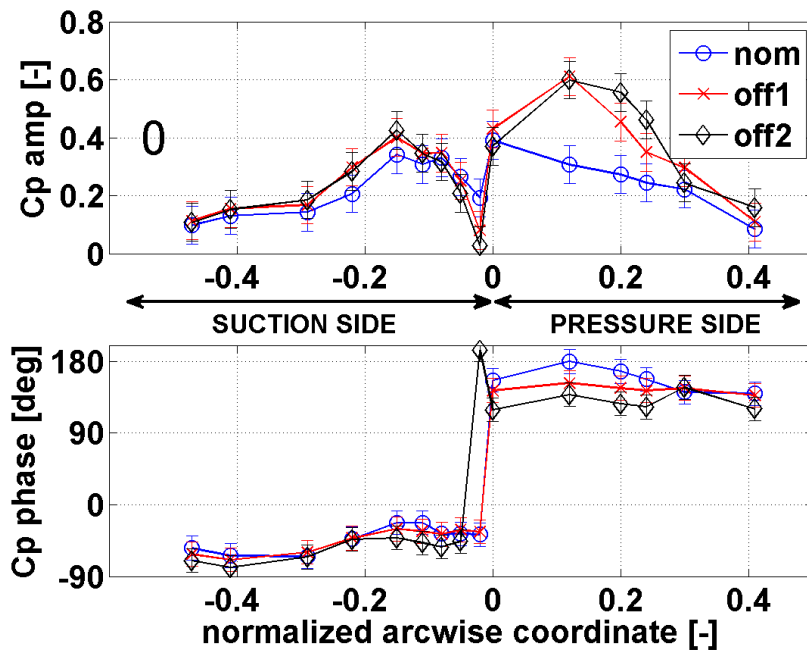 Cp amp [-]
0.8
0.6
0.4
0.2
0
0
nom
off1
off2
-0.4
-0.2
0
0.2
0.4
SUCTION SIDE
PRESSURE SIDE
Cp phase [deg]
180
90
0
-90
-0.4
-0.2
0
0.2
0.4
normalized arcwise coordinate [-]